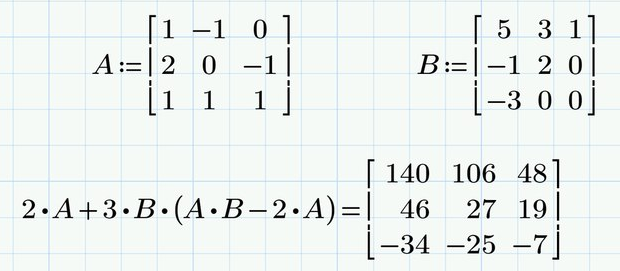 A:=[1 −1 0; 2 0 −1; 1 1 1] B:=[5 3 1; −1 2 0; −3 0 0]
2·A+3·B·(A·B−2·A)=[140 106 48; 46 27 19; −34 −25 −7]